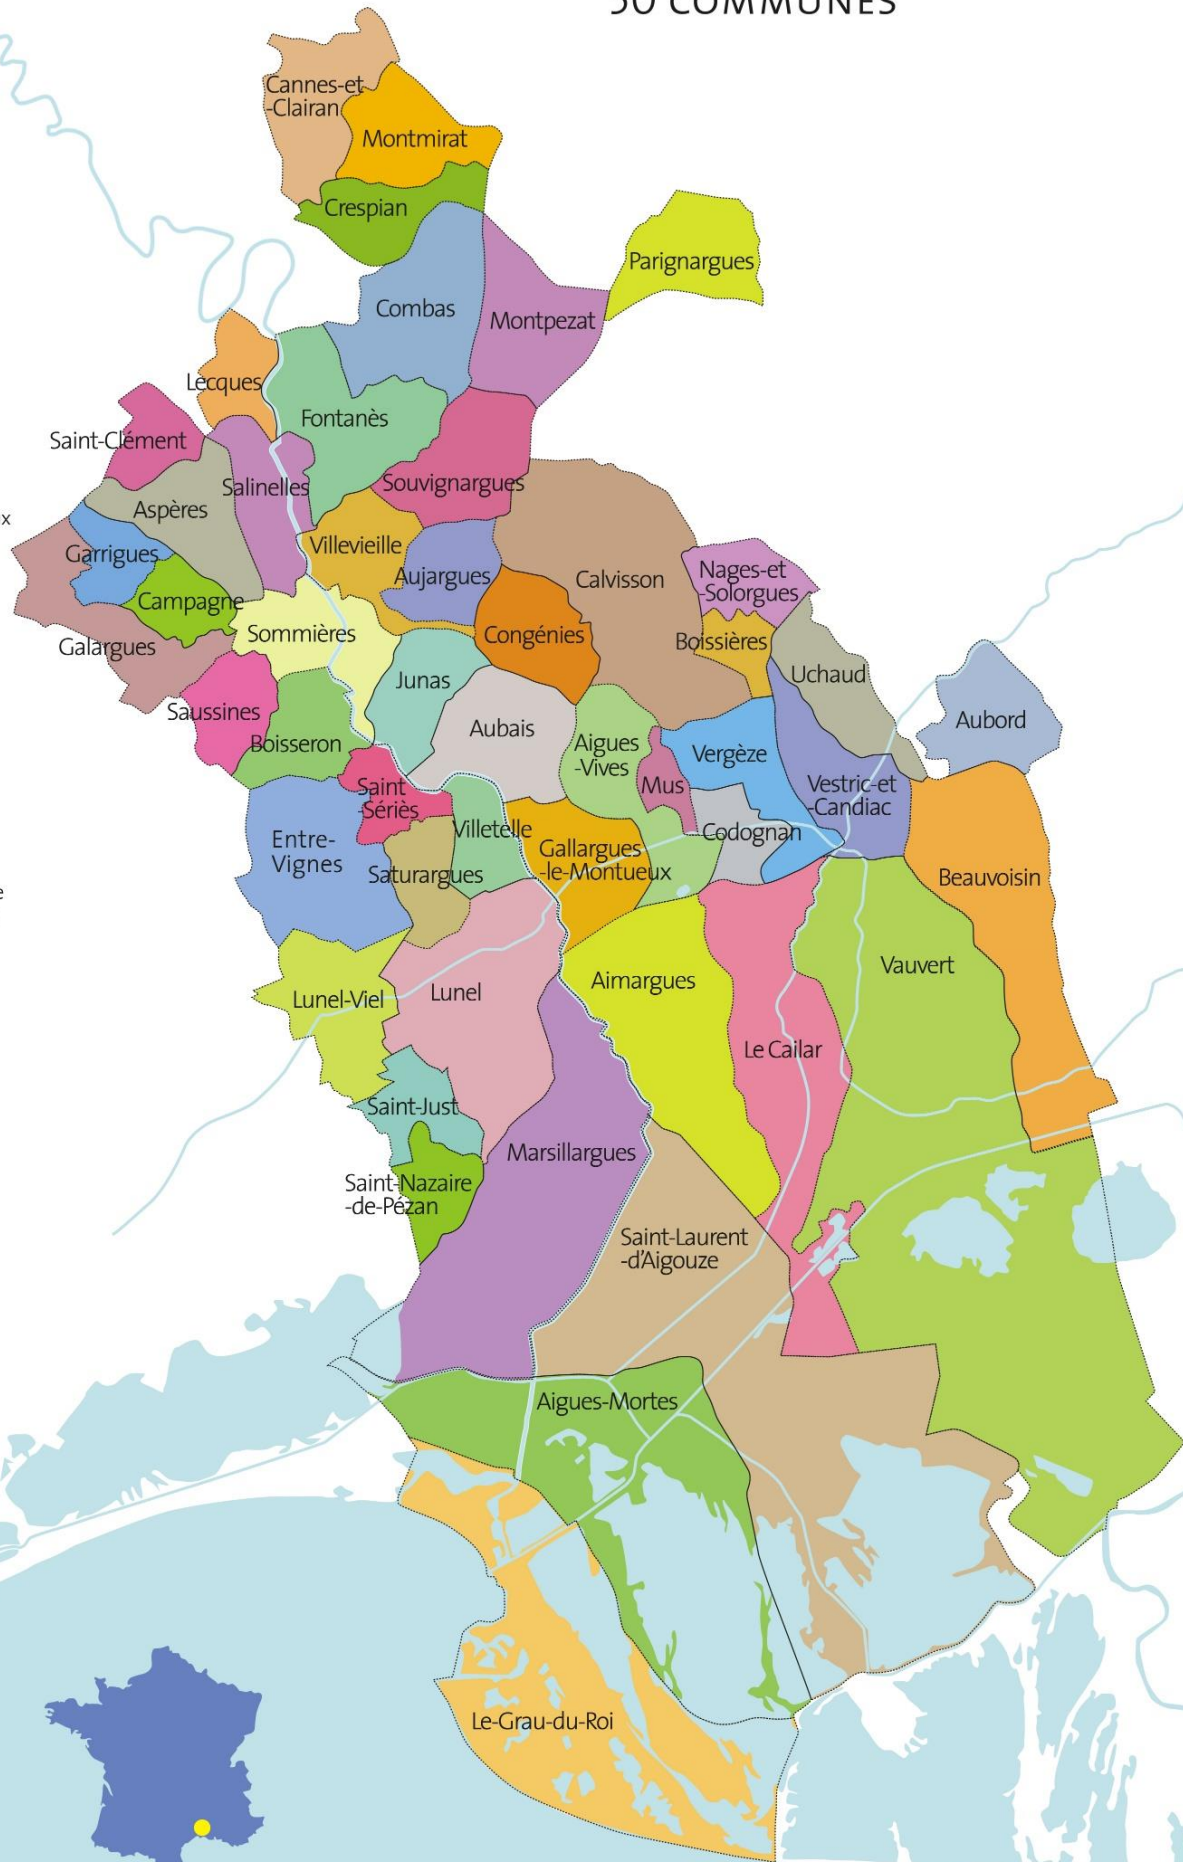 50 COMMUNES
Cannes-et
-Clairan
Montmirat
Crespian
Parignargues
Combas
Montpezat
Lecques
Fontanès
Saint-Clément
Souvignargues
Salinelles
Aspères
x
Villevieille
Garrigues
Aujargues
Calvisson
Nages-et
-Solorgues
Campagne
Sommières
Congénies
Boissières
Galargues
Junas
Uchaud
Saussines
Aubord
Aubais
Boisseron
Aigues
-Vives
Vergèze
Mus
Vestric-et
-Candiac
Saint
-Sériès
Villetelle
Codognan
Entre-
Vignes
Gallargues
-le-Montueux
Saturargues
Beauvoisin
e
Vauvert
Aimargues
Lunel-Viel
Lunel
Le Cailar
Saint-Just
Marsillargues
Saint-Nazaire
-de-Pézan
Saint-Laurent
-d'Aigouze
Aigues-Mortes
Le-Grau-du-Roi